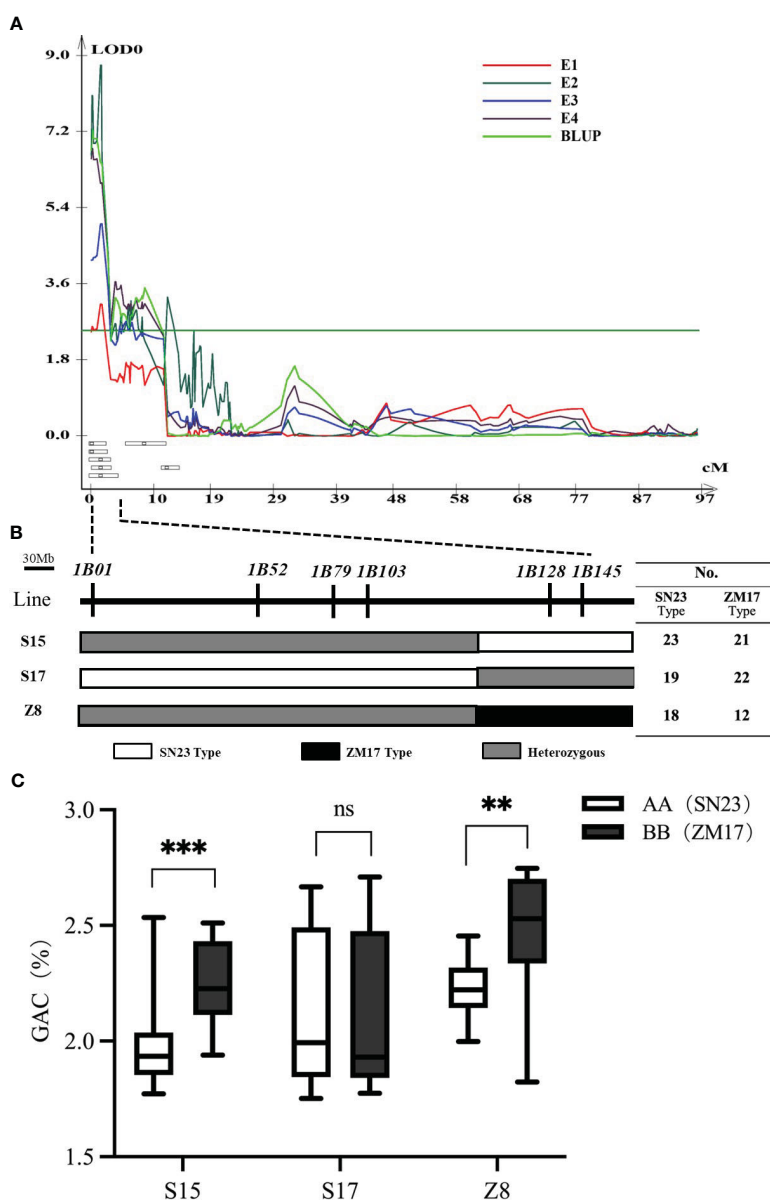 A
LOD0
9.0
7.2
5.4
3.6
1.8
0.0
E1
E2
E3
E4
BLUP
cM
0 10 19 29 39 48 58 68 77 87 97
B
30Mb
1B01 1B52 1B79 1B103 1B128 1B145
No.
Line
SN23 Type
ZM17 Type
S15 23 21
S17 19 22
Z8 18 12
SN23 Type ZM17 Type Heterozygous
C
AA（SN23）
BB（ZM17）
GAC（%）
3.0
2.5
2.0
1.5
*** ns **
S15 S17 Z8